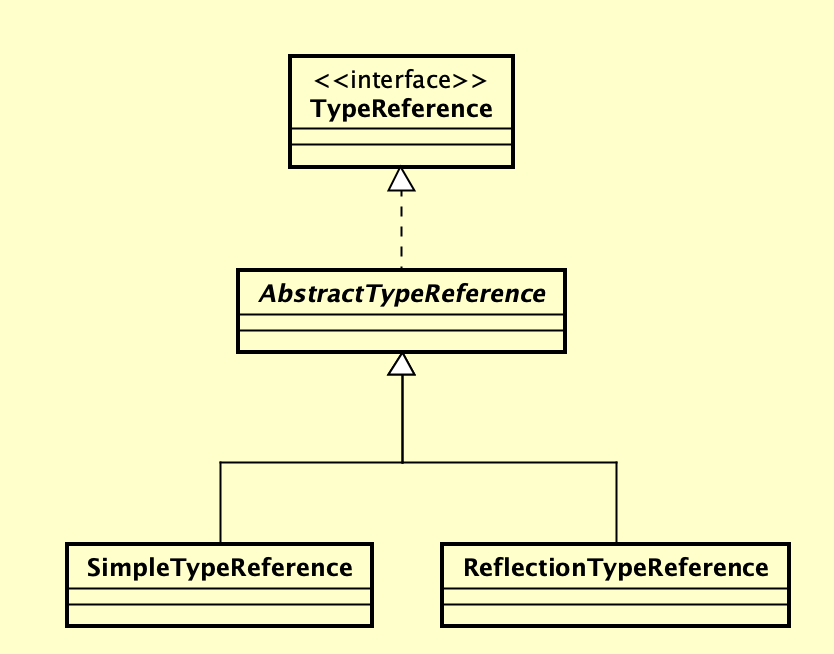 <<interface>>
TypeReference
AbstractTypeReference
SimpleTypeReference
ReflectionTypeReference